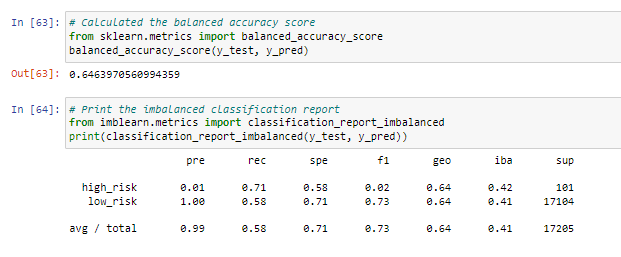 In [63]: # Calculated the balanced accuracy score
from sklearn.metrics import balanced_accuracy_score
balanced_accuracy_score(y_test, y_pred)
Out[63]: 0.6463970560994359
In [64]: # Print the imbalanced classification report
from imblearn.metrics import classification_report_imbalanced
print(classification_report_imbalanced(y_test, y_pred))
pre rec spe f1 geo iba sup
high_risk 0.01 0.71 0.58 0.02 0.64 0.42 101
low_risk 1.00 0.58 0.71 0.73 0.64 0.41 17104
avg / total 0.99 0.58 0.71 0.73 0.64 0.41 17205